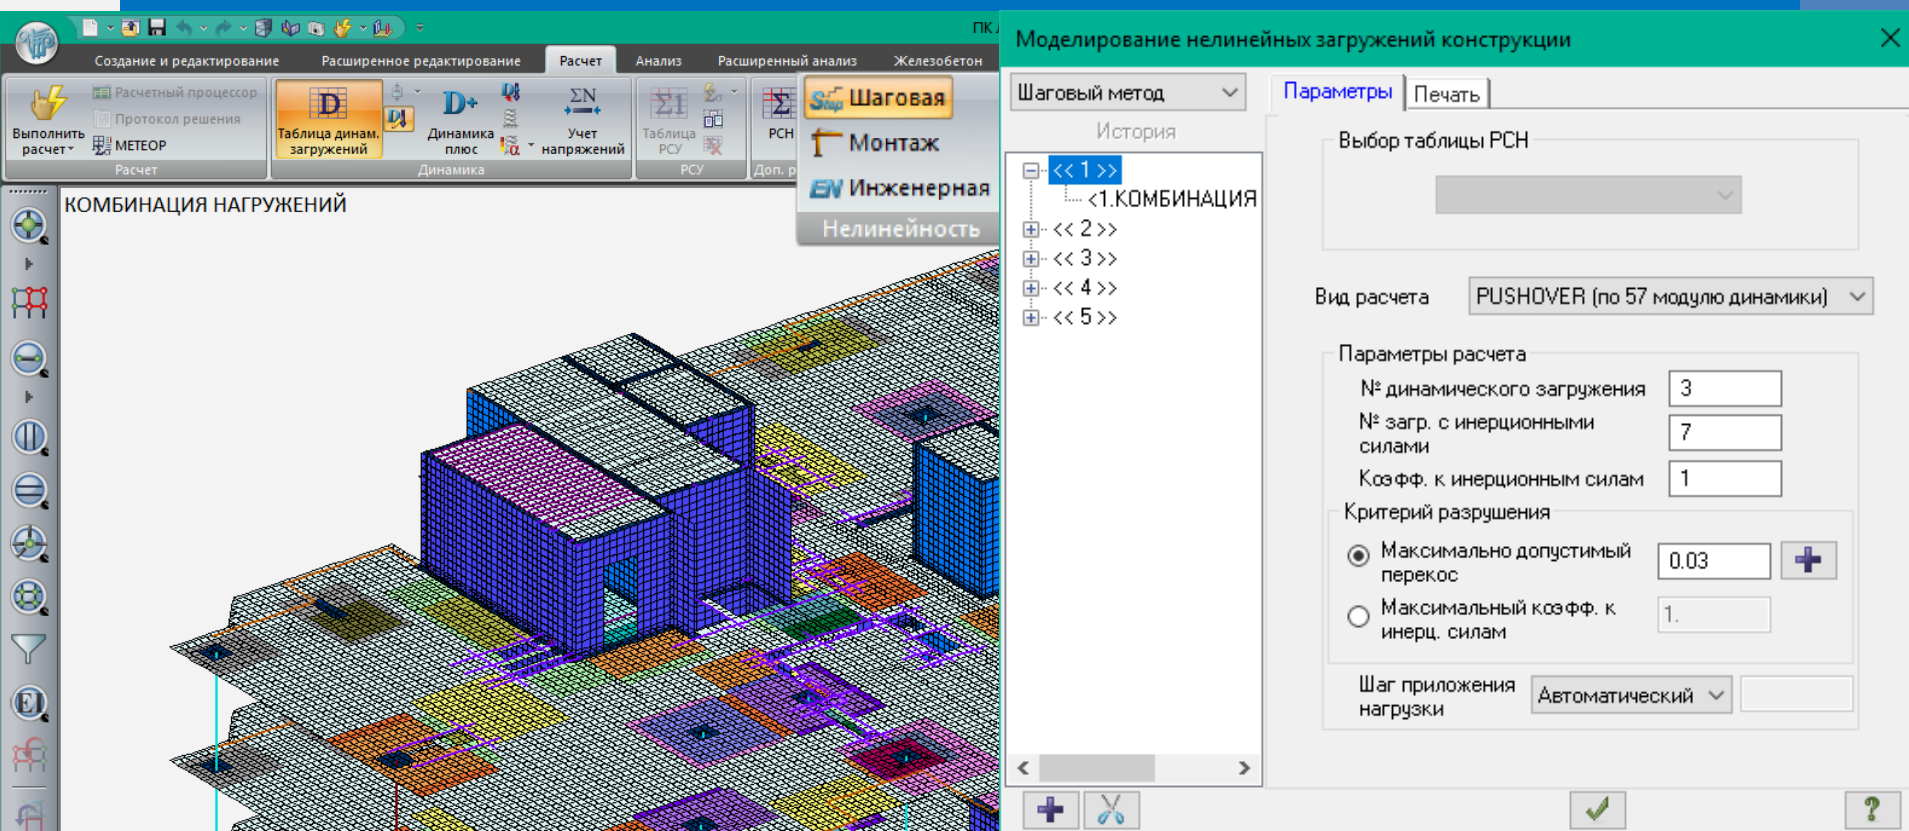 ПК Л
Создание и редактирование
Расширенное редактирование
Расчет
Анализ
Расширенный анализ
Железобетон
Выполнить
расчет
Расчетный процессор
Протокол решения
МЕТЕОР
Расчет
D
Таблица динам.
загружений
Динамика
плюс
ΣN
Учет
напряжений
Динамика
Таблица
РСУ
РСУ
РСН
Доп. р
Step Шаговая
Монтаж
EN Инженерная
Нелинейность
КОМБИНАЦИЯ НАГРУЖЕНИЙ
EI
Моделирование нелинейных загружений конструкции
Шаговый метод
История
<< 1 >>
<1.КОМБИНАЦИЯ
<< 2 >>
<< 3 >>
<< 4 >>
<< 5 >>
Параметры
Печать
Выбор таблицы РСН
Вид расчета
PUSHOVER (по 57 модулю динамики)
Параметры расчета
№ динамического загружения
3
№ загр. с инерционными
силами
7
Коэфф. к инерционным силам
1
Критерий разрушения
Максимально допустимый
перекос
0.03
Максимальный коэфф. к
инерц. силам
1.
Шаг приложения
нагрузки
Автоматический